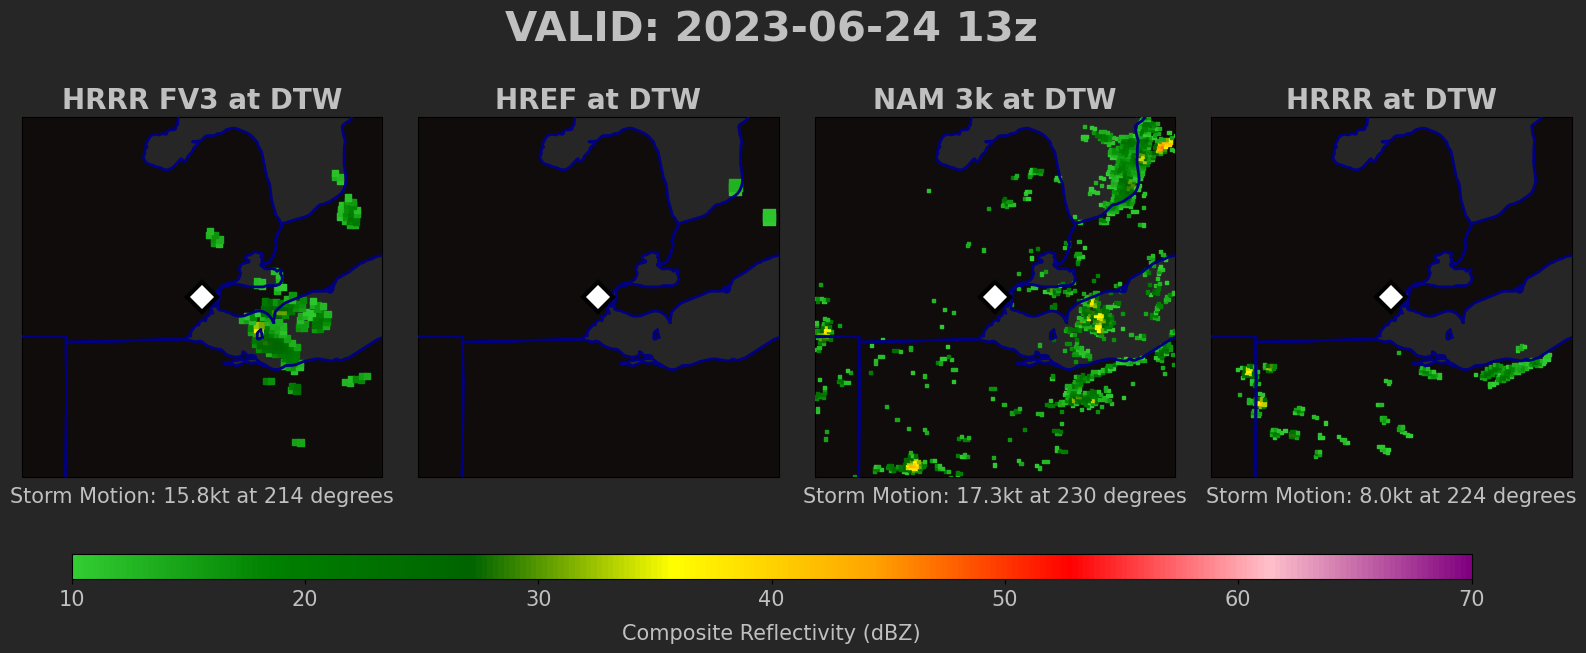 VALID: 2023-06-24 13z
HRRR FV3 at DTW
HREF at DTW
NAM 3k at DTW
HRRR at DTW
Storm Motion: 15.8kt at 214 degrees
Storm Motion: 17.3kt at 230 degrees
Storm Motion: 8.0kt at 224 degrees
10 20 30 40 50 60 70
Composite Reflectivity (dBZ)